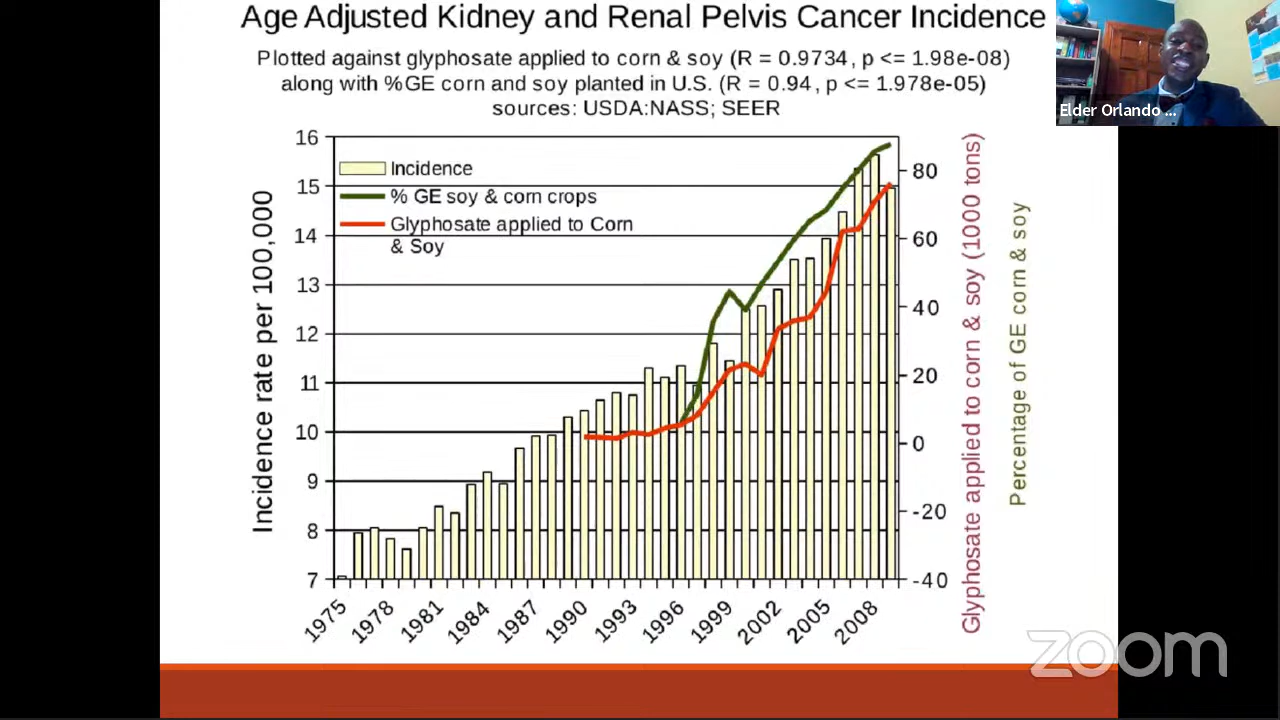 Age Adjusted Kidney and Renal Pelvis Cancer Incidence
Plotted against glyphosate applied to corn & soy (R = 0.9734, p <= 1.98e-08)
along with %GE corn and soy planted in U.S. (R = 0.94, p <= 1.978e-05)
sources: USDA:NASS; SEER
Elder Orlando ...
Incidence rate per 100,000
16
15
14
13
12
11
10
9
8
7
Incidence
% GE soy & corn crops
Glyphosate applied to Corn
& Soy
80
60
40
20
0
-20
-40
Glyphosate applied to corn & soy (1000 tons)
Percentage of GE corn & soy
1975
1978
1981
1984
1987
1990
1993
1996
1999
2002
2005
2008
zoom